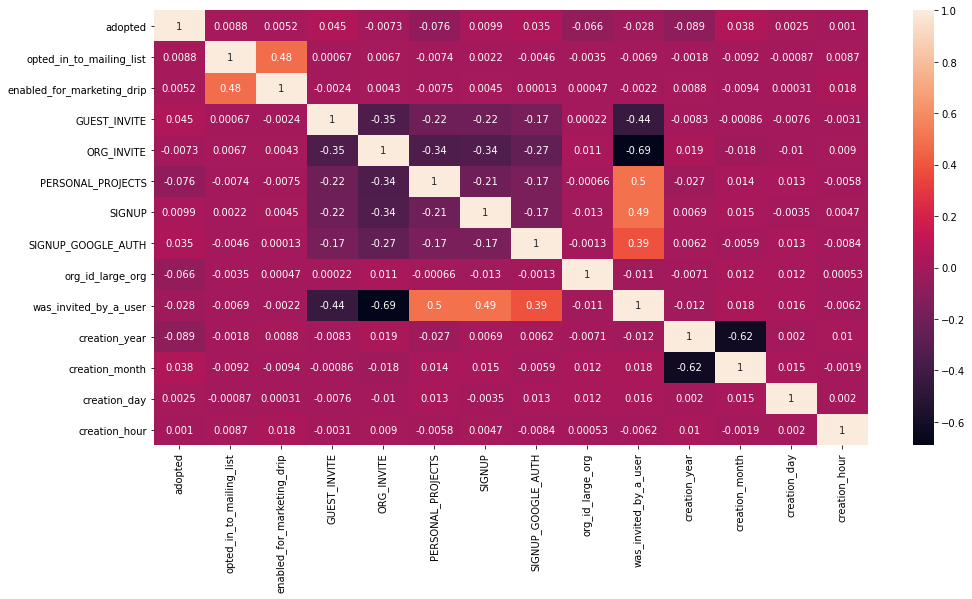 adopted 1 0.0088 0.0052 0.045 -0.0073 -0.076 0.0099 0.035 -0.066 -0.028 -0.089 0.038 0.0025 0.001
opted_in_to_mailing_list 0.0088 1 0.48 0.00067 0.0067 -0.0074 0.0022 -0.0046 -0.0035 -0.0069 -0.0018 -0.0092 -0.00087 0.0087
enabled_for_marketing_drip 0.0052 0.48 1 -0.0024 0.0043 -0.0075 0.0045 0.00013 0.00047 -0.0022 0.0088 -0.0094 0.00031 0.018
GUEST_INVITE 0.045 0.00067 -0.0024 1 -0.35 -0.22 -0.22 -0.17 0.00022 -0.44 -0.0083 -0.00086 -0.0076 -0.0031
ORG_INVITE -0.0073 0.0067 0.0043 -0.35 1 -0.34 -0.34 -0.27 0.011 -0.69 0.019 -0.018 -0.01 0.009
PERSONAL_PROJECTS -0.076 -0.0074 -0.0075 -0.22 -0.34 1 -0.21 -0.17 -0.00066 0.5 -0.027 0.014 0.013 -0.0058
SIGNUP 0.0099 0.0022 0.0045 -0.22 -0.34 -0.21 1 -0.17 -0.013 0.49 0.0069 0.015 -0.0035 0.0047
SIGNUP_GOOGLE_AUTH 0.035 -0.0046 0.00013 -0.17 -0.27 -0.17 -0.17 1 -0.0013 0.39 0.0062 -0.0059 0.013 -0.0084
org_id_large_org -0.066 -0.0035 0.00047 0.00022 0.011 -0.00066 -0.013 -0.0013 1 -0.011 -0.0071 0.012 0.012 0.00053
was_invited_by_a_user -0.028 -0.0069 -0.0022 -0.44 -0.69 0.5 0.49 0.39 -0.011 1 -0.012 0.018 0.016 -0.0062
creation_year -0.089 -0.0018 0.0088 -0.0083 0.019 -0.027 0.0069 0.0062 -0.0071 -0.012 1 -0.62 0.002 0.01
creation_month 0.038 -0.0092 -0.0094 -0.00086 -0.018 0.014 0.015 -0.0059 0.012 0.018 -0.62 1 0.015 -0.0019
creation_day 0.0025 -0.00087 0.00031 -0.0076 -0.01 0.013 -0.0035 0.013 0.012 0.016 0.002 0.015 1 0.002
creation_hour 0.001 0.0087 0.018 -0.0031 0.009 -0.0058 0.0047 -0.0084 0.00053 -0.0062 0.01 -0.0019 0.002 1
adopted
opted_in_to_mailing_list
enabled_for_marketing_drip
GUEST_INVITE
ORG_INVITE
PERSONAL_PROJECTS
SIGNUP
SIGNUP_GOOGLE_AUTH
org_id_large_org
was_invited_by_a_user
creation_year
creation_month
creation_day
creation_hour
1.0
0.8
0.6
0.4
0.2
0.0
−0.2
−0.4
−0.6